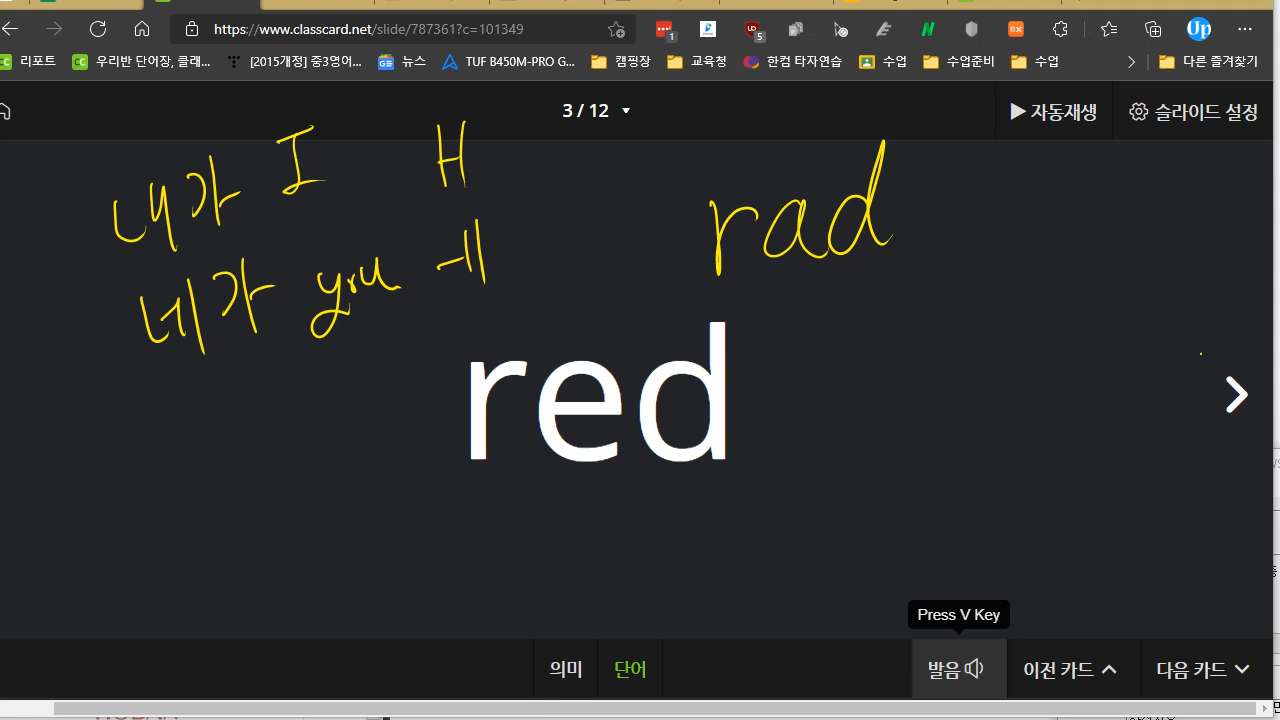 https://www.classcard.net/slide/787361?c=101349
1
5
EX
Up
리포트 우리반 단어장, 클래... [2015개정] 중3영어... 뉴스 TUF B450M-PRO G... 캠핑장 교육청 한컴 타자연습 수업 수업준비 수업 다른 즐겨찾기
3 / 12 자동재생 슬라이드 설정
내가 I ㅐ
네가 you ㅔ
rad
red
Press V Key
의미 단어 발음 이전 카드 다음 카드